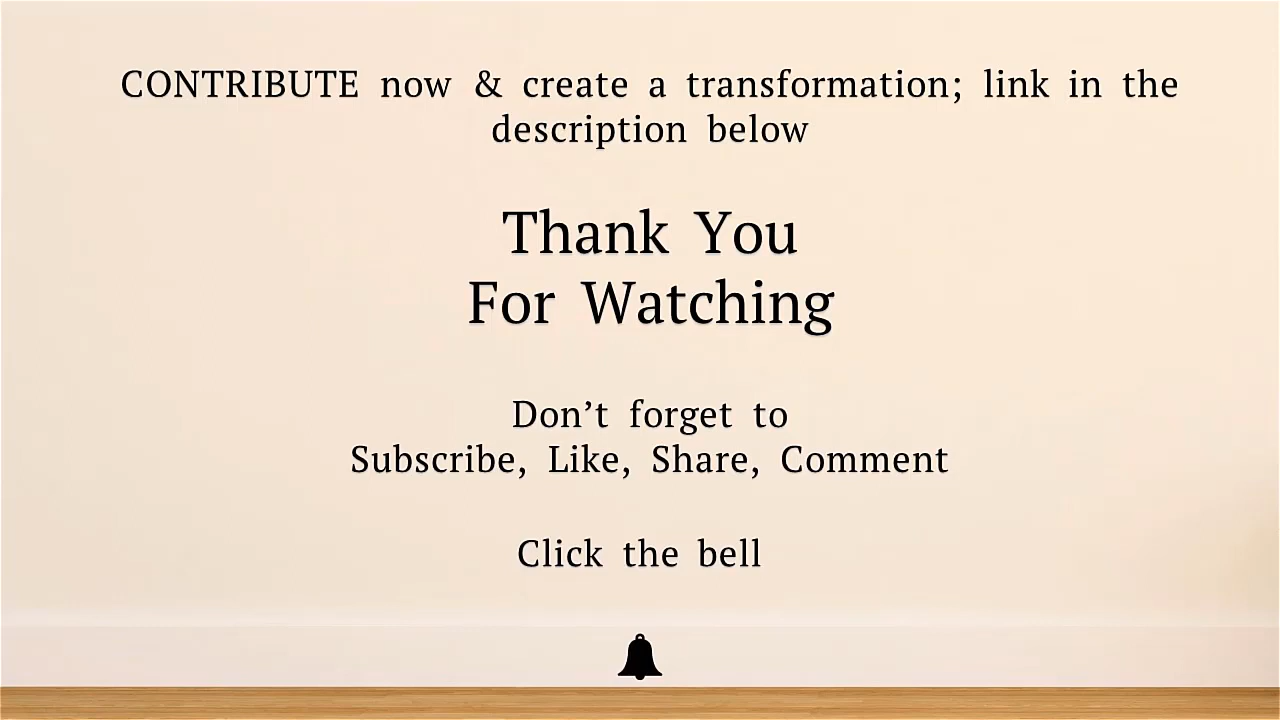 CONTRIBUTE now & create a transformation; link in the
description below
Thank You
For Watching
Don’t forget to
Subscribe, Like, Share, Comment
Click the bell